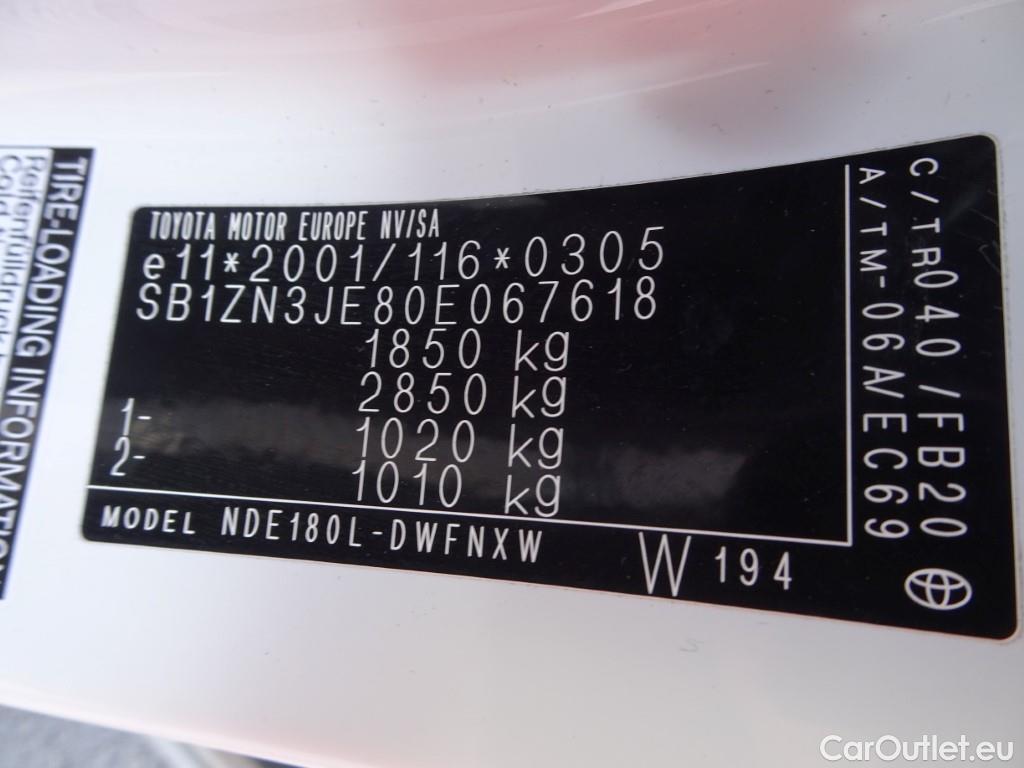 TOYOTA MOTOR EUROPE NV/SA
e11*2001/116*0305
SB1ZN3JE80E067618
1850 kg
2850 kg
1- 1020 kg
2- 1010 kg
MODEL NDE180L-DWFNXW
W 194
C/TR040/FB20
A/TM-06A/EC69
TIRE-LOADING INFORMATION
CarOutlet.eu